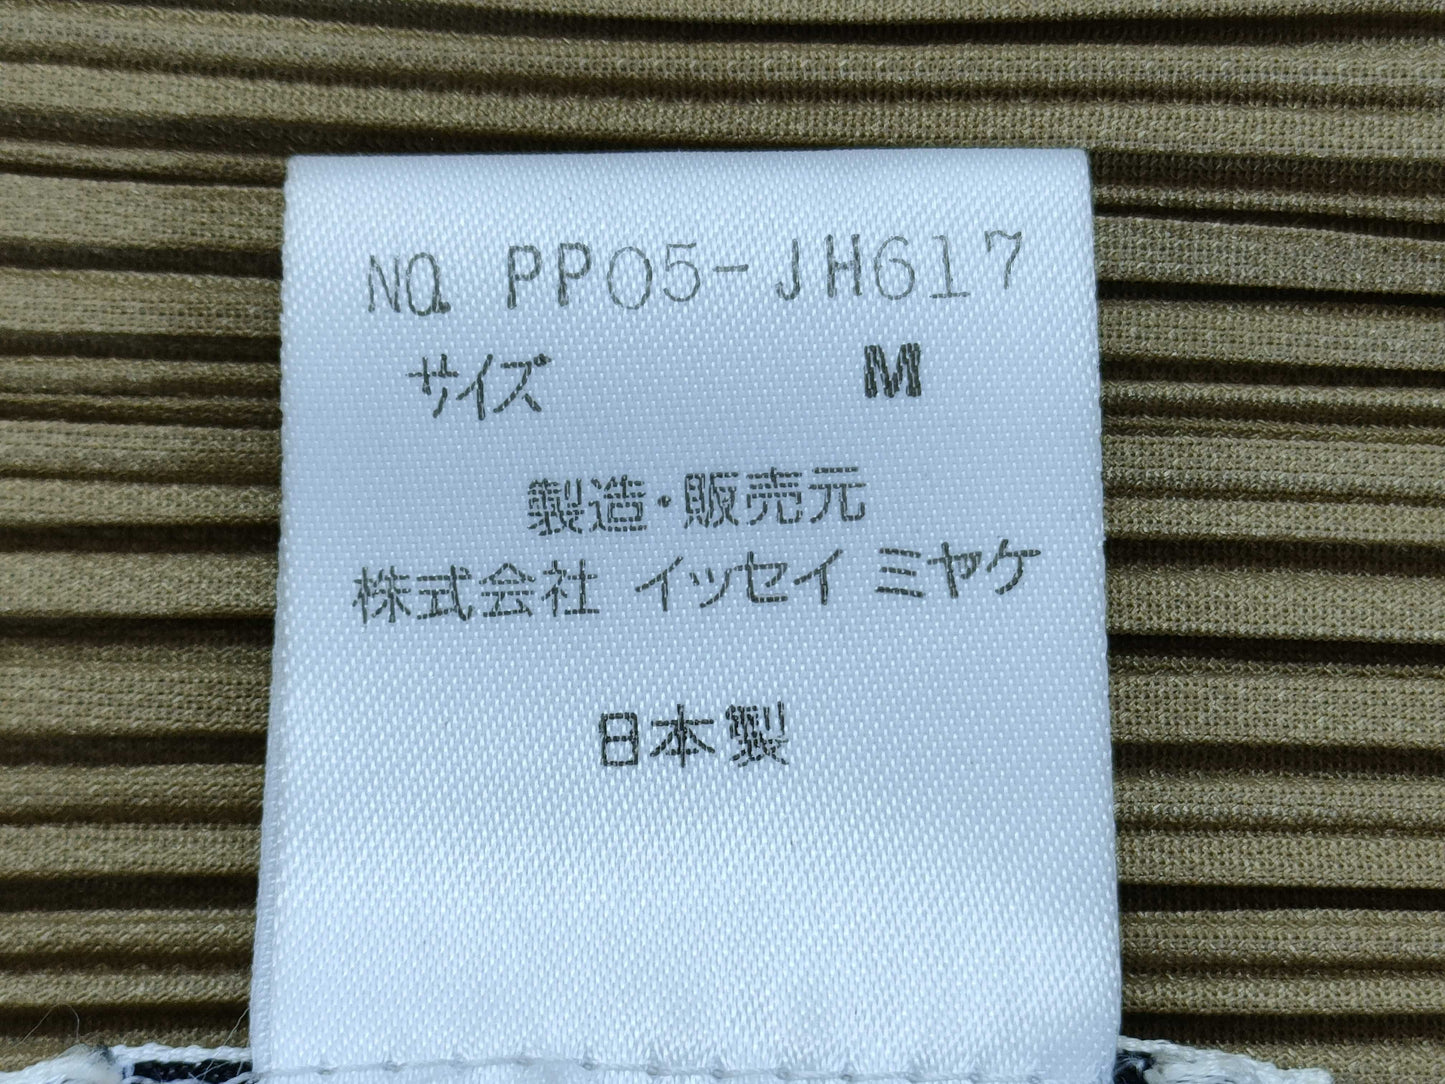 NO. PP05-JH617
サイズ M
製造・販売元
株式会社 イッセイ ミヤケ
日本製